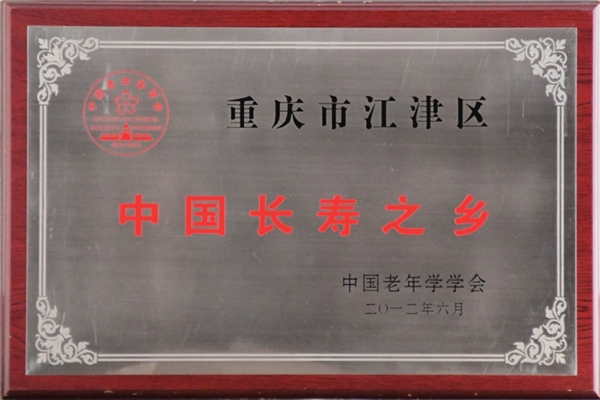 重庆市江津区
中国长寿之乡
中国老年学学会
二〇一二年六月